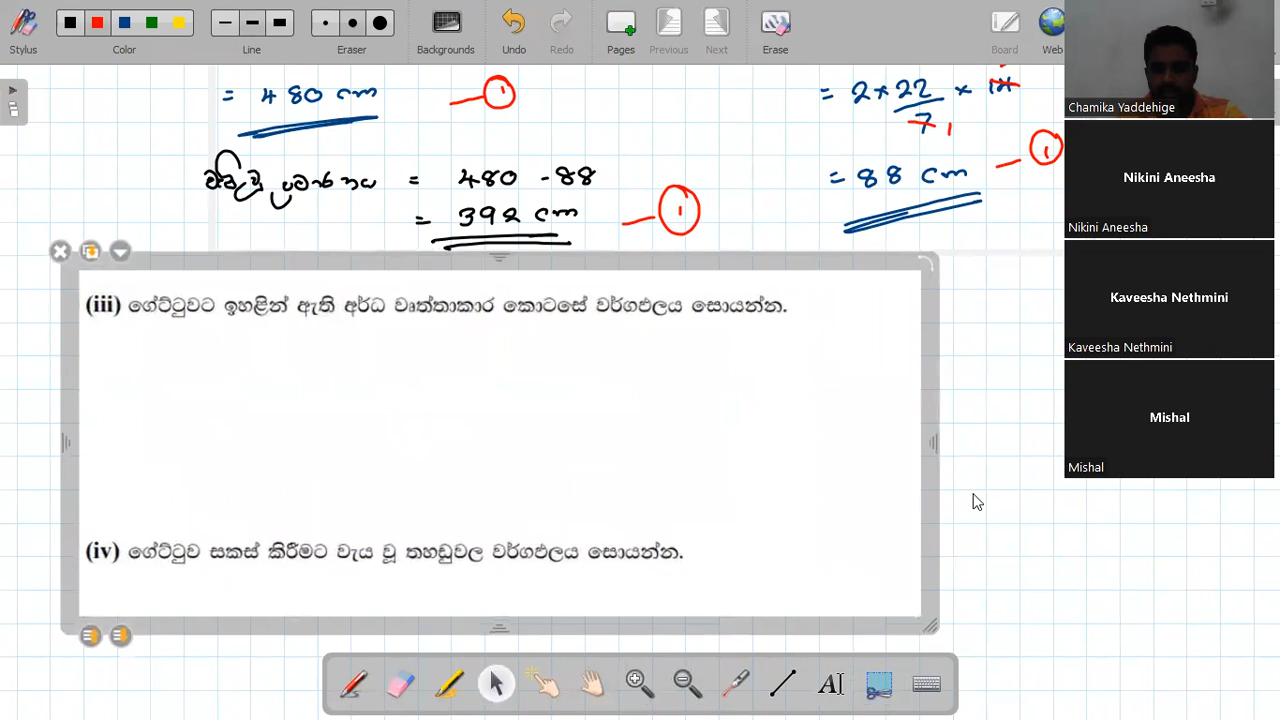 Stylus
Color
Line
Eraser
Backgrounds
Undo
Redo
Pages
Previous
Next
Erase
Board
Web
= 480 cm — 1
= 2 × 22/7 × 14
1
= 88 cm — 1
= 480 - 88
= 392 cm — 1
(iii) ගේට්ටුවට ඉහළින් ඇති අර්ධ වෘත්තාකාර කොටසේ වර්ගඵලය සොයන්න.
(iv) ගේට්ටුව සකස් කිරීමට වැය වූ තහඩුවල වර්ගඵලය සොයන්න.
Chamika Yaddehige
Nikini Aneesha
Nikini Aneesha
Kaveesha Nethmini
Kaveesha Nethmini
Mishal
Mishal
AI